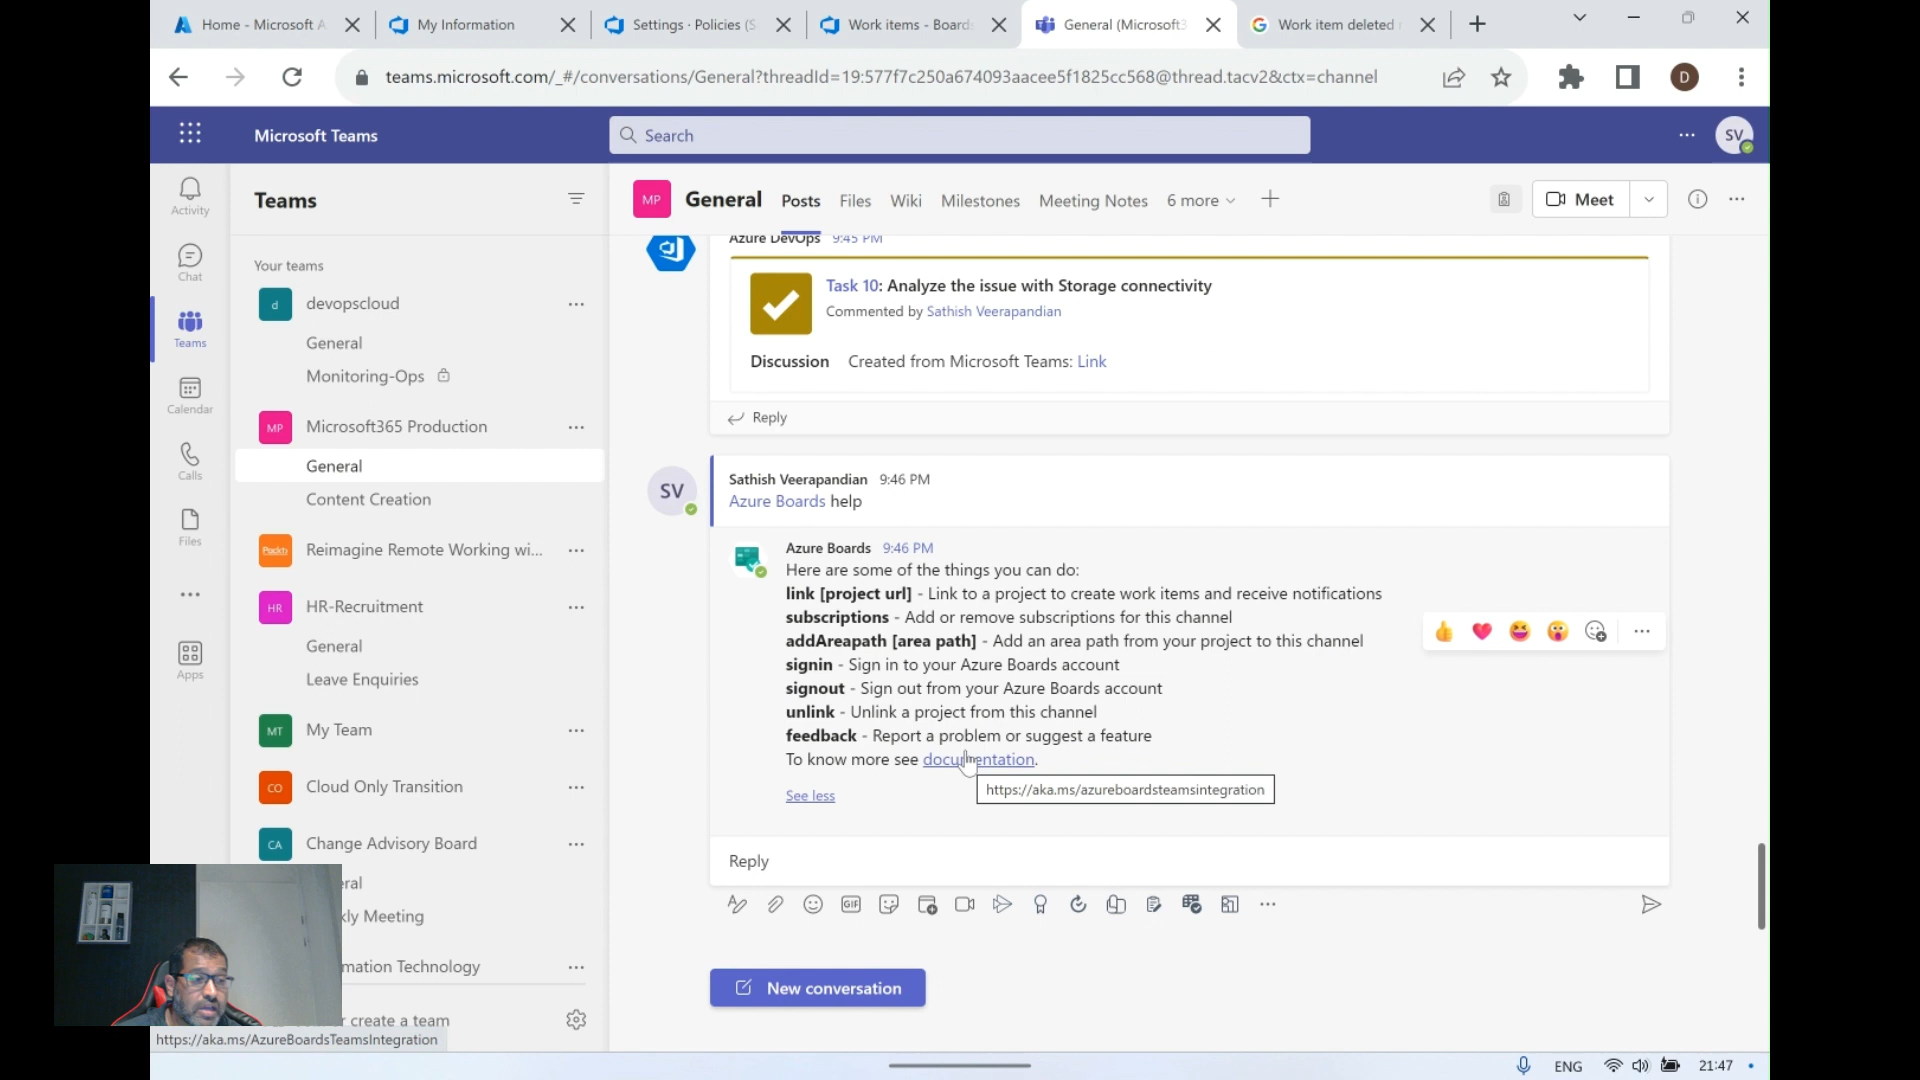 Home - Microsoft A
My Information
Settings · Policies (S
Work items - Boards
General (Microsoft3
Work item deleted
teams.microsoft.com/_#/conversations/General?threadId=19:577f7c250a674093aacee5f1825cc568@thread.tacv2&ctx=channel
D
Microsoft Teams
Search
SV
Activity
Chat
Teams
Calendar
Calls
Files
Apps
Teams
Your teams
d
devopscloud
General
Monitoring-Ops
MP
Microsoft365 Production
General
Content Creation
Packt
Reimagine Remote Working wi...
HR
HR-Recruitment
General
Leave Enquiries
MT
My Team
CO
Cloud Only Transition
CA
Change Advisory Board
eral
kly Meeting
mation Technology
r create a team
https://aka.ms/AzureBoardsTeamsIntegration
MP
General
Posts
Files
Wiki
Milestones
Meeting Notes
6 more
Meet
Azure DevOps 9:45 PM
Task 10: Analyze the issue with Storage connectivity
Commented by Sathish Veerapandian
Discussion Created from Microsoft Teams: Link
Reply
SV
Sathish Veerapandian 9:46 PM
Azure Boards help
Azure Boards 9:46 PM
Here are some of the things you can do:
link [project url] - Link to a project to create work items and receive notifications
subscriptions - Add or remove subscriptions for this channel
addAreapath [area path] - Add an area path from your project to this channel
signin - Sign in to your Azure Boards account
signout - Sign out from your Azure Boards account
unlink - Unlink a project from this channel
feedback - Report a problem or suggest a feature
To know more see documentation.
https://aka.ms/azureboardsteamsintegration
See less
Reply
GIF
New conversation
ENG
21:47